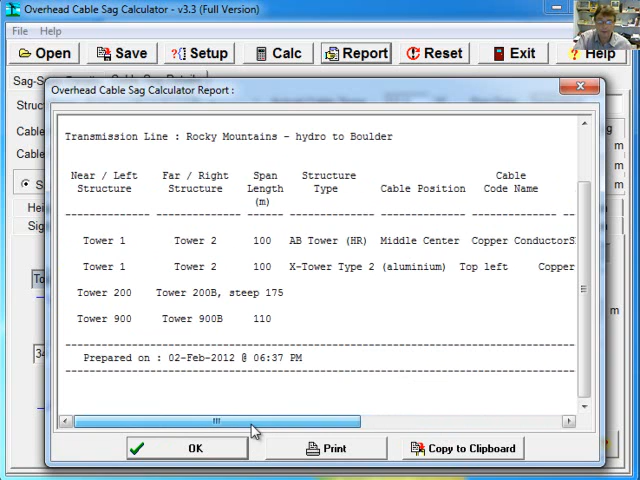 Overhead Cable Sag Calculator - v3.3 (Full Version)
File Help
Open Save Setup Calc Report Reset Exit Help
Overhead Cable Sag Calculator Report :
Transmission Line : Rocky Mountains - hydro to Boulder
Near / Left Far / Right Span Structure Cable
Structure Structure Length Type Cable Position Code Name
(m)
Tower 1 Tower 2 100 AB Tower (HR) Middle Center Copper Conductor
Tower 1 Tower 2 100 X-Tower Type 2 (aluminium) Top left Copper
Tower 200 Tower 200B, steep 175
Tower 900 Tower 900B 110
Prepared on : 02-Feb-2012 @ 06:37 PM
OK Print Copy to Clipboard